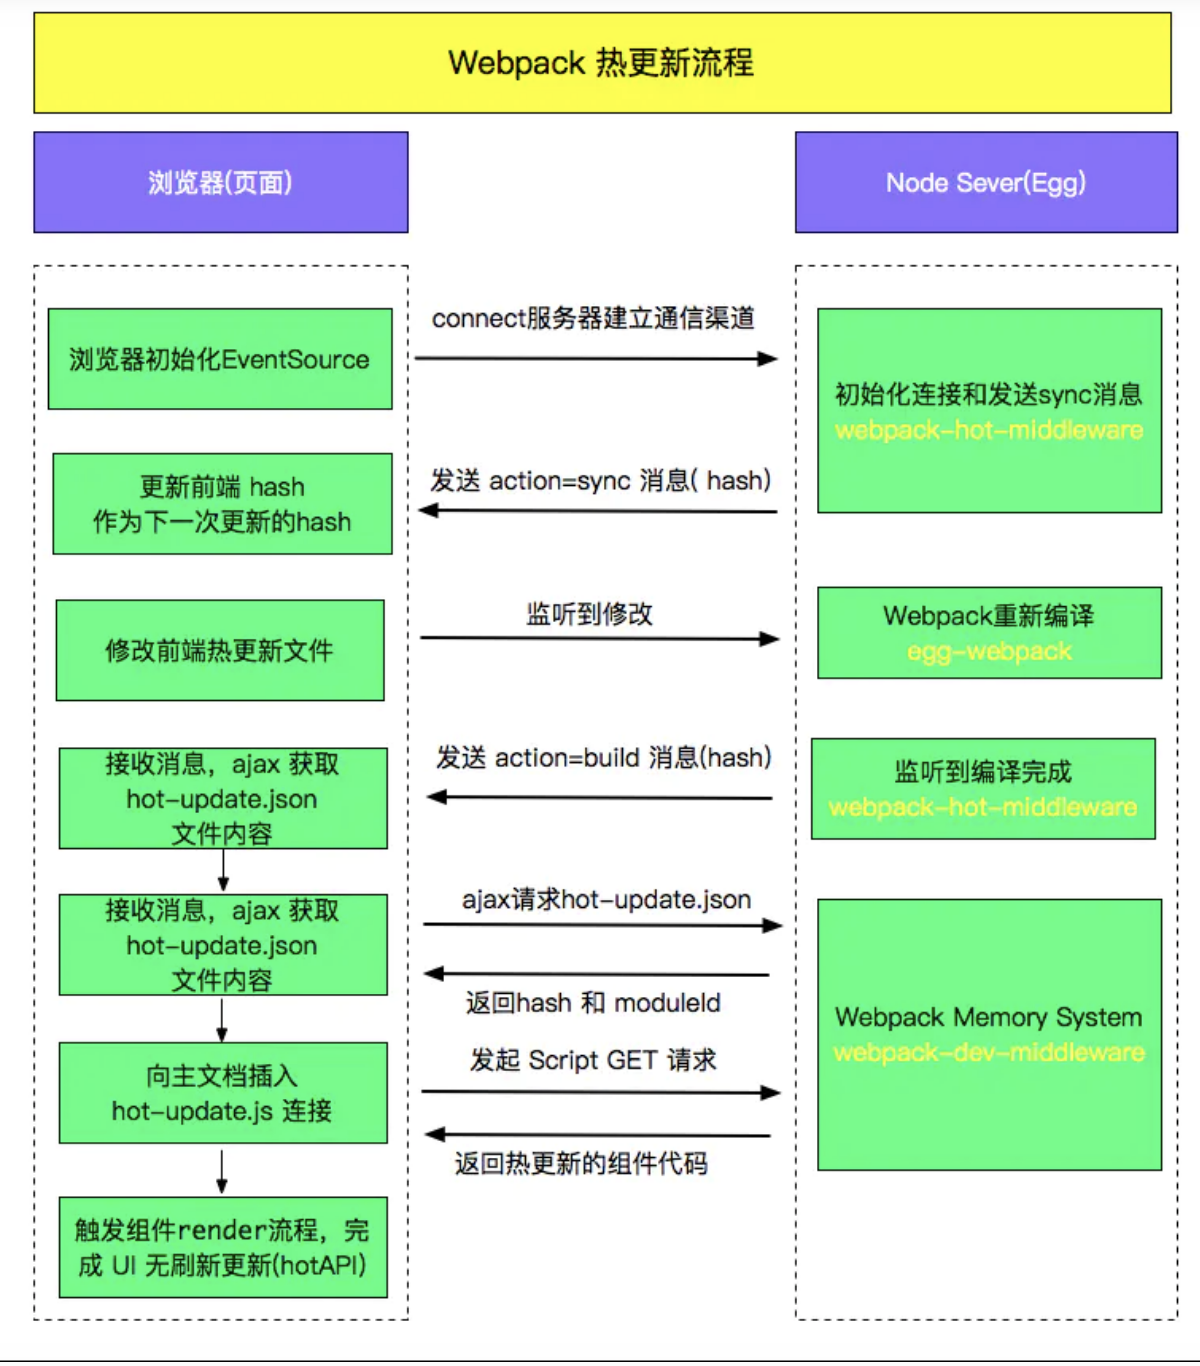 Webpack 热更新流程
浏览器(页面)
Node Sever(Egg)
浏览器初始化EventSource
connect服务器建立通信渠道
初始化连接和发送sync消息
webpack-hot-middleware
更新前端 hash
作为下一次更新的hash
发送 action=sync 消息( hash)
修改前端热更新文件
监听到修改
Webpack重新编译
egg-webpack
接收消息，ajax 获取
hot-update.json
文件内容
发送 action=build 消息(hash)
监听到编译完成
webpack-hot-middleware
接收消息，ajax 获取
hot-update.json
文件内容
ajax请求hot-update.json
返回hash 和 moduleId
Webpack Memory System
webpack-dev-middleware
向主文档插入
hot-update.js 连接
发起 Script GET 请求
返回热更新的组件代码
触发组件render流程，完
成 UI 无刷新更新(hotAPI)